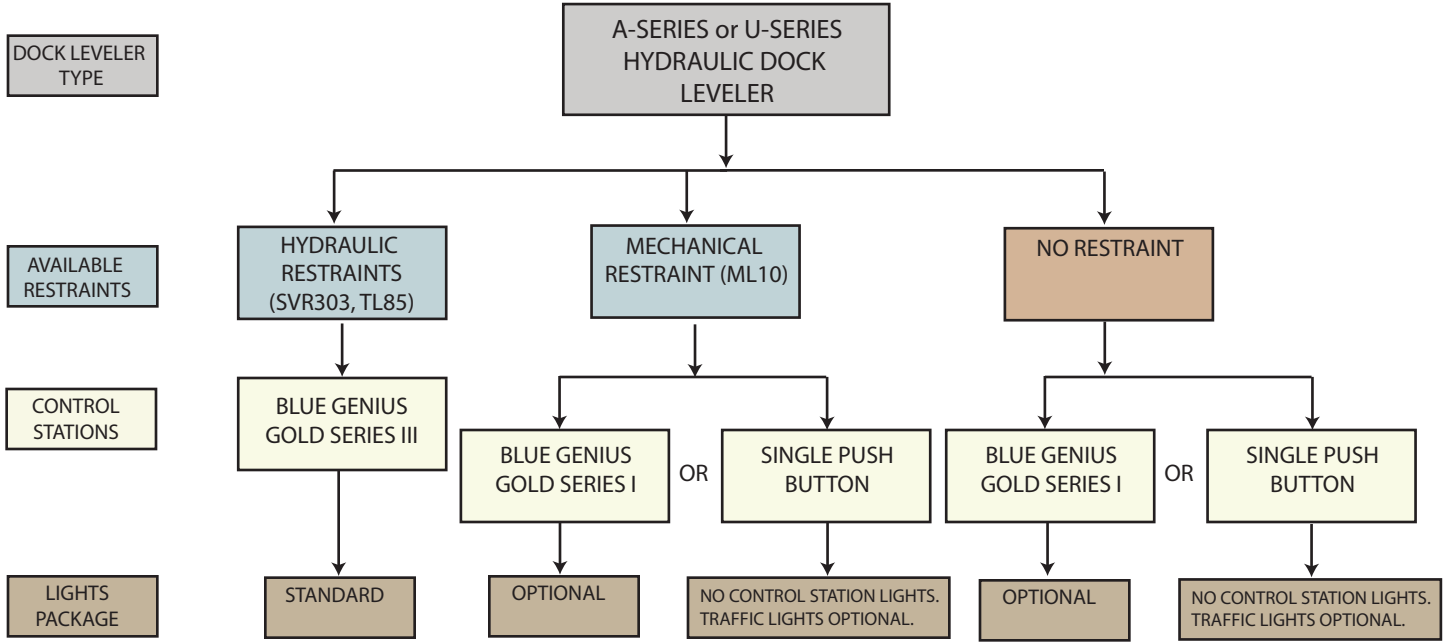 DOCK LEVELER
TYPE
A-SERIES or U-SERIES
HYDRAULIC DOCK
LEVELER
AVAILABLE
RESTRAINTS
HYDRAULIC
RESTRAINTS
(SVR303, TL85)
MECHANICAL
RESTRAINT (ML10)
NO RESTRAINT
CONTROL
STATIONS
BLUE GENIUS
GOLD SERIES III
BLUE GENIUS
GOLD SERIES I
OR
SINGLE PUSH
BUTTON
BLUE GENIUS
GOLD SERIES I
OR
SINGLE PUSH
BUTTON
LIGHTS
PACKAGE
STANDARD
OPTIONAL
NO CONTROL STATION LIGHTS.
TRAFFIC LIGHTS OPTIONAL.
OPTIONAL
NO CONTROL STATION LIGHTS.
TRAFFIC LIGHTS OPTIONAL.